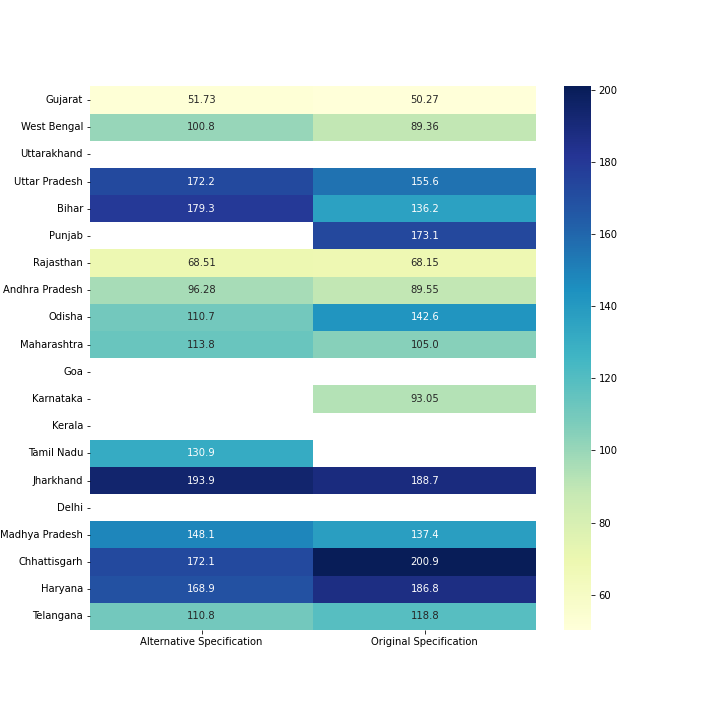 Gujarat 51.73 50.27 200
West Bengal 100.8 89.36
Uttarakhand 180
Uttar Pradesh 172.2 155.6
Bihar 179.3 136.2
Punjab 173.1 160
Rajasthan 68.51 68.15
Andhra Pradesh 96.28 89.55
140
Odisha 110.7 142.6
Maharashtra 113.8 105.0
Goa 120
Karnataka 93.05
Kerala
Tamil Nadu 130.9 100
Jharkhand 193.9 188.7
Delhi
80
Madhya Pradesh 148.1 137.4
Chhattisgarh 172.1 200.9
Haryana 168.9 186.8 60
Telangana 110.8 118.8
Alternative Specification Original Specification